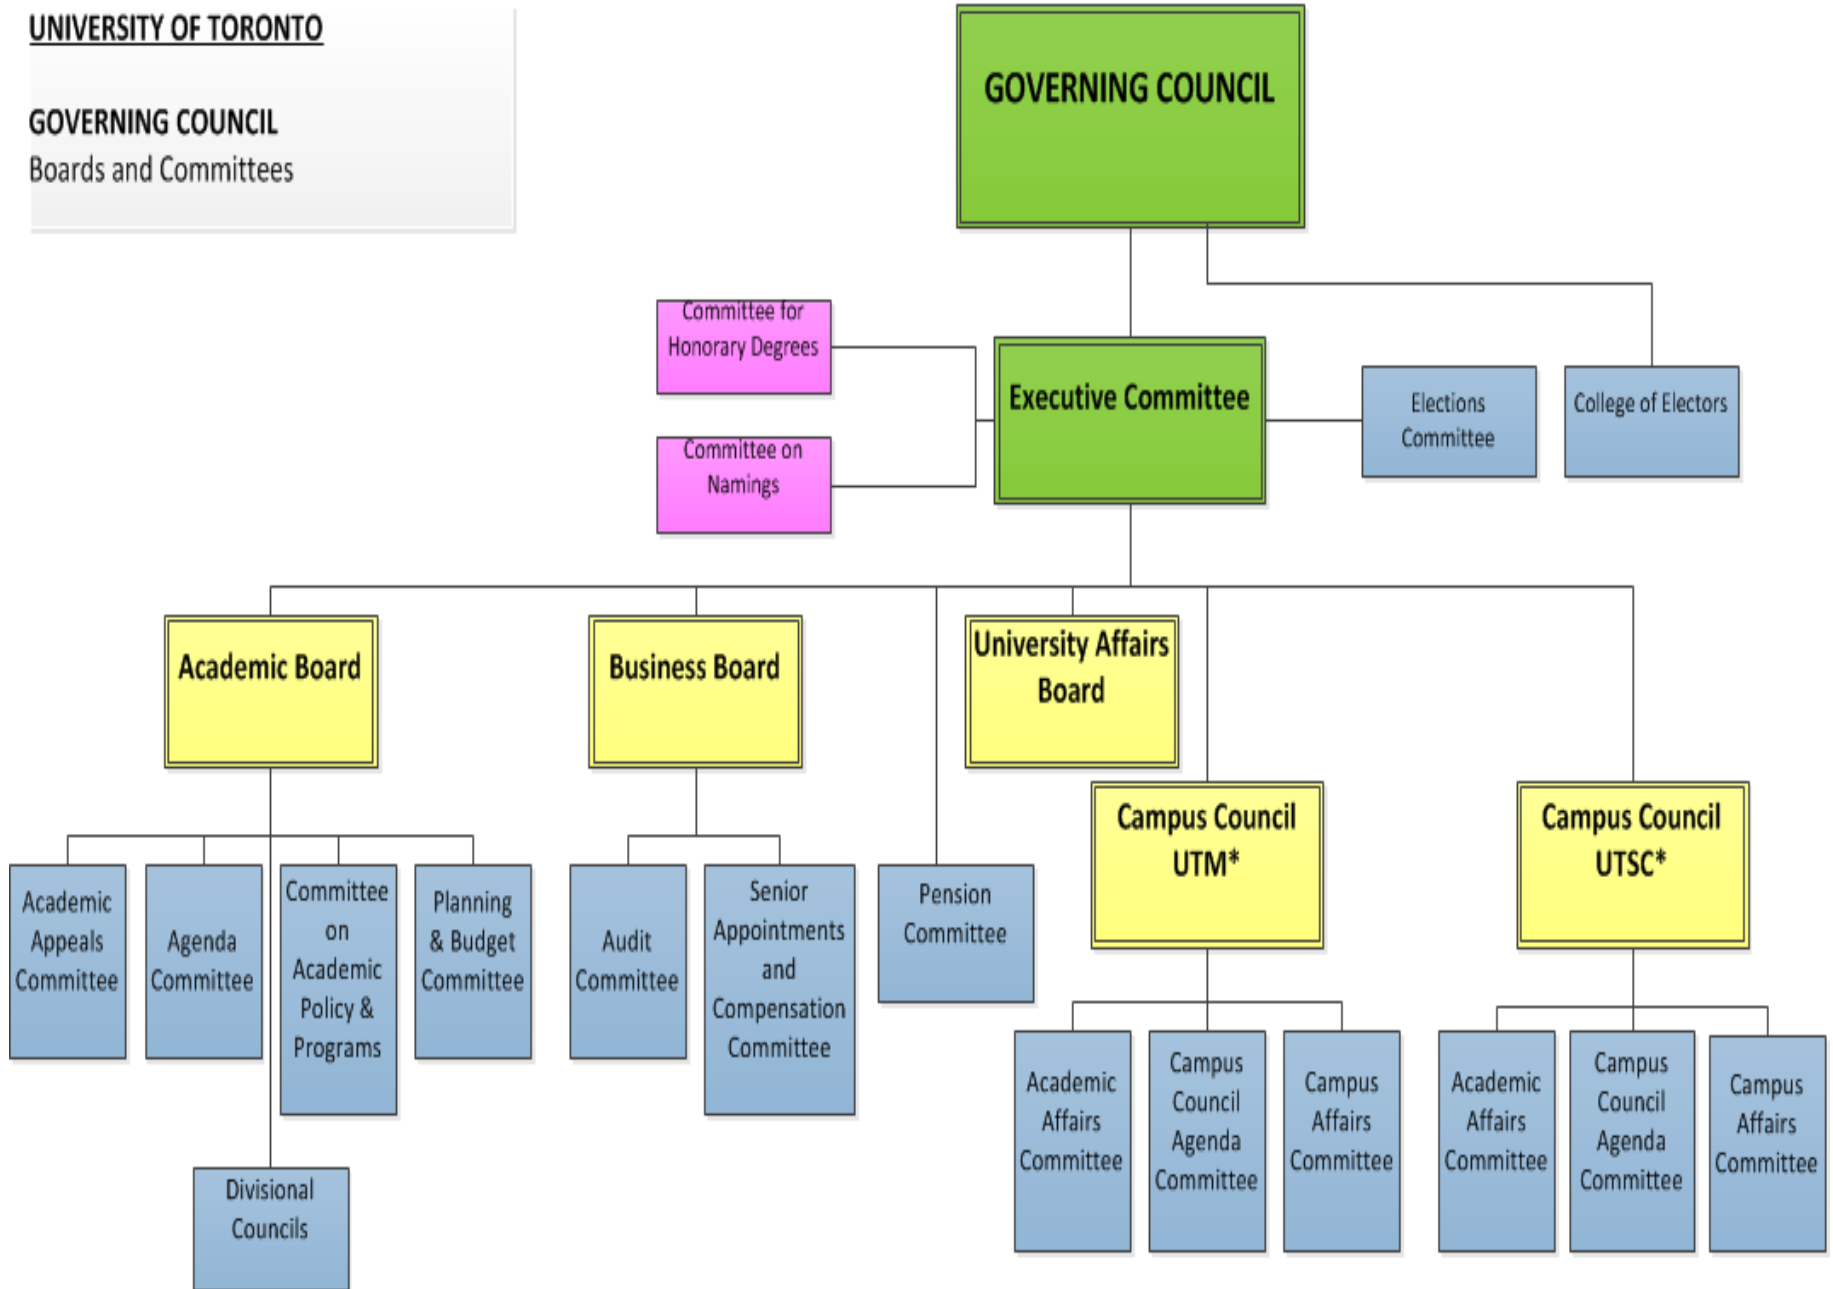 UNIVERSITY OF TORONTO
GOVERNING COUNCIL
Boards and Committees
GOVERNING COUNCIL
Committee for
Honorary Degrees
Committee on
Namings
Executive Committee
Elections
Committee
College of Electors
Academic Board
Business Board
University Affairs
Board
Campus Council
UTM*
Campus Council
UTSC*
Academic
Appeals
Committee
Agenda
Committee
Committee
on
Academic
Policy &
Programs
Planning
& Budget
Committee
Audit
Committee
Senior
Appointments
and
Compensation
Committee
Pension
Committee
Academic
Affairs
Committee
Campus
Council
Agenda
Committee
Campus
Affairs
Committee
Academic
Affairs
Committee
Campus
Council
Agenda
Committee
Campus
Affairs
Committee
Divisional
Councils